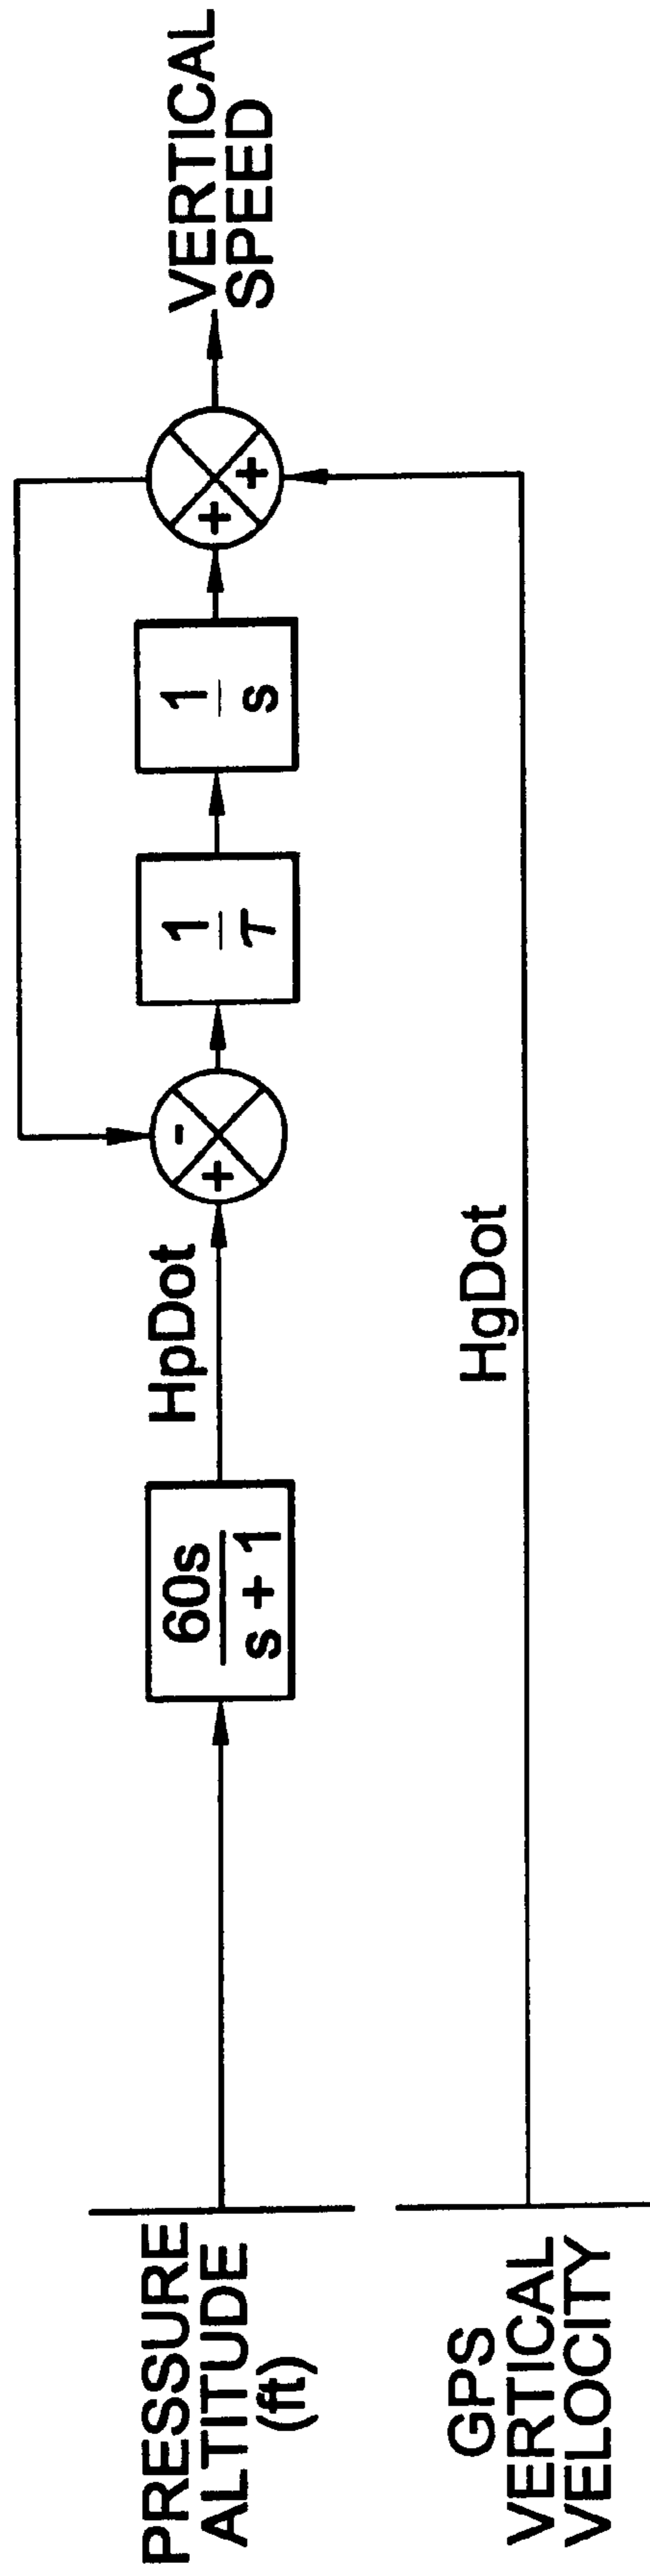 PRESSURE
ALTITUDE
(ft)
60s
s + 1
HpDot
+
-
1
τ
1
s
+
+
VERTICAL
SPEED
GPS
VERTICAL
VELOCITY
HgDot